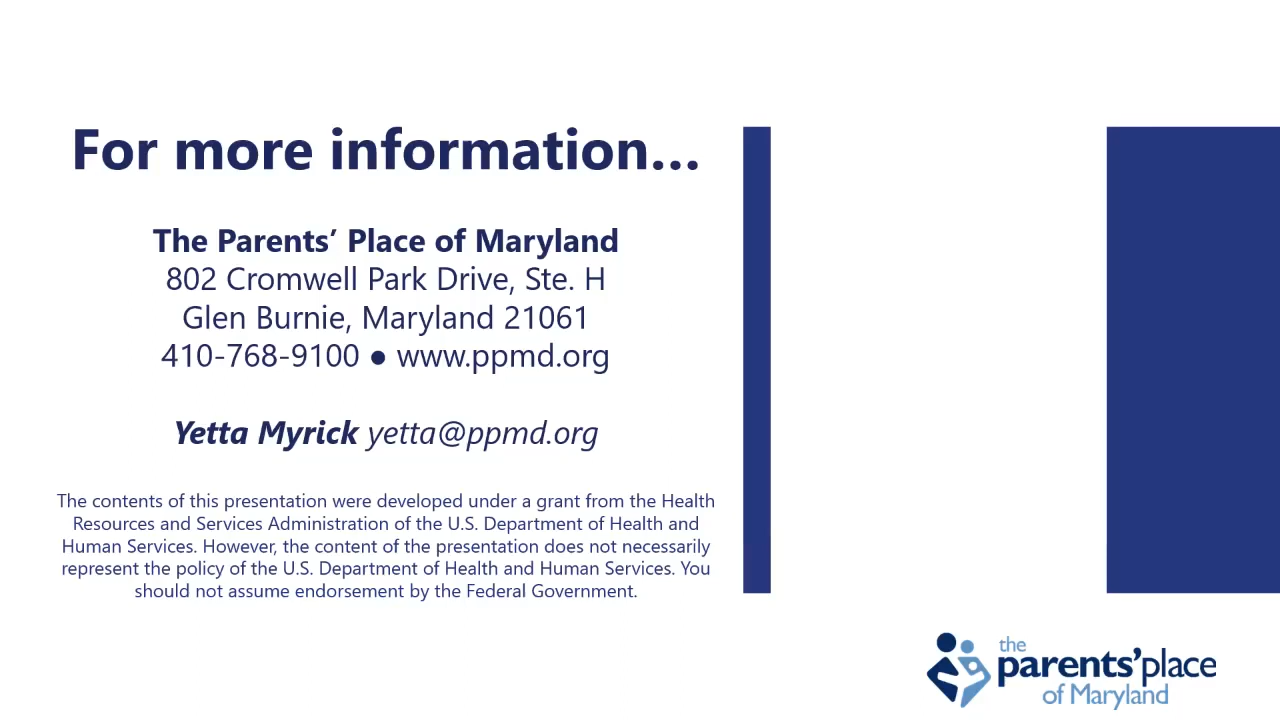 For more information...
The Parents’ Place of Maryland
802 Cromwell Park Drive, Ste. H
Glen Burnie, Maryland 21061
410-768-9100 ● www.ppmd.org
Yetta Myrick yetta@ppmd.org
The contents of this presentation were developed under a grant from the Health
Resources and Services Administration of the U.S. Department of Health and
Human Services. However, the content of the presentation does not necessarily
represent the policy of the U.S. Department of Health and Human Services. You
should not assume endorsement by the Federal Government.
the
parents’place
of Maryland